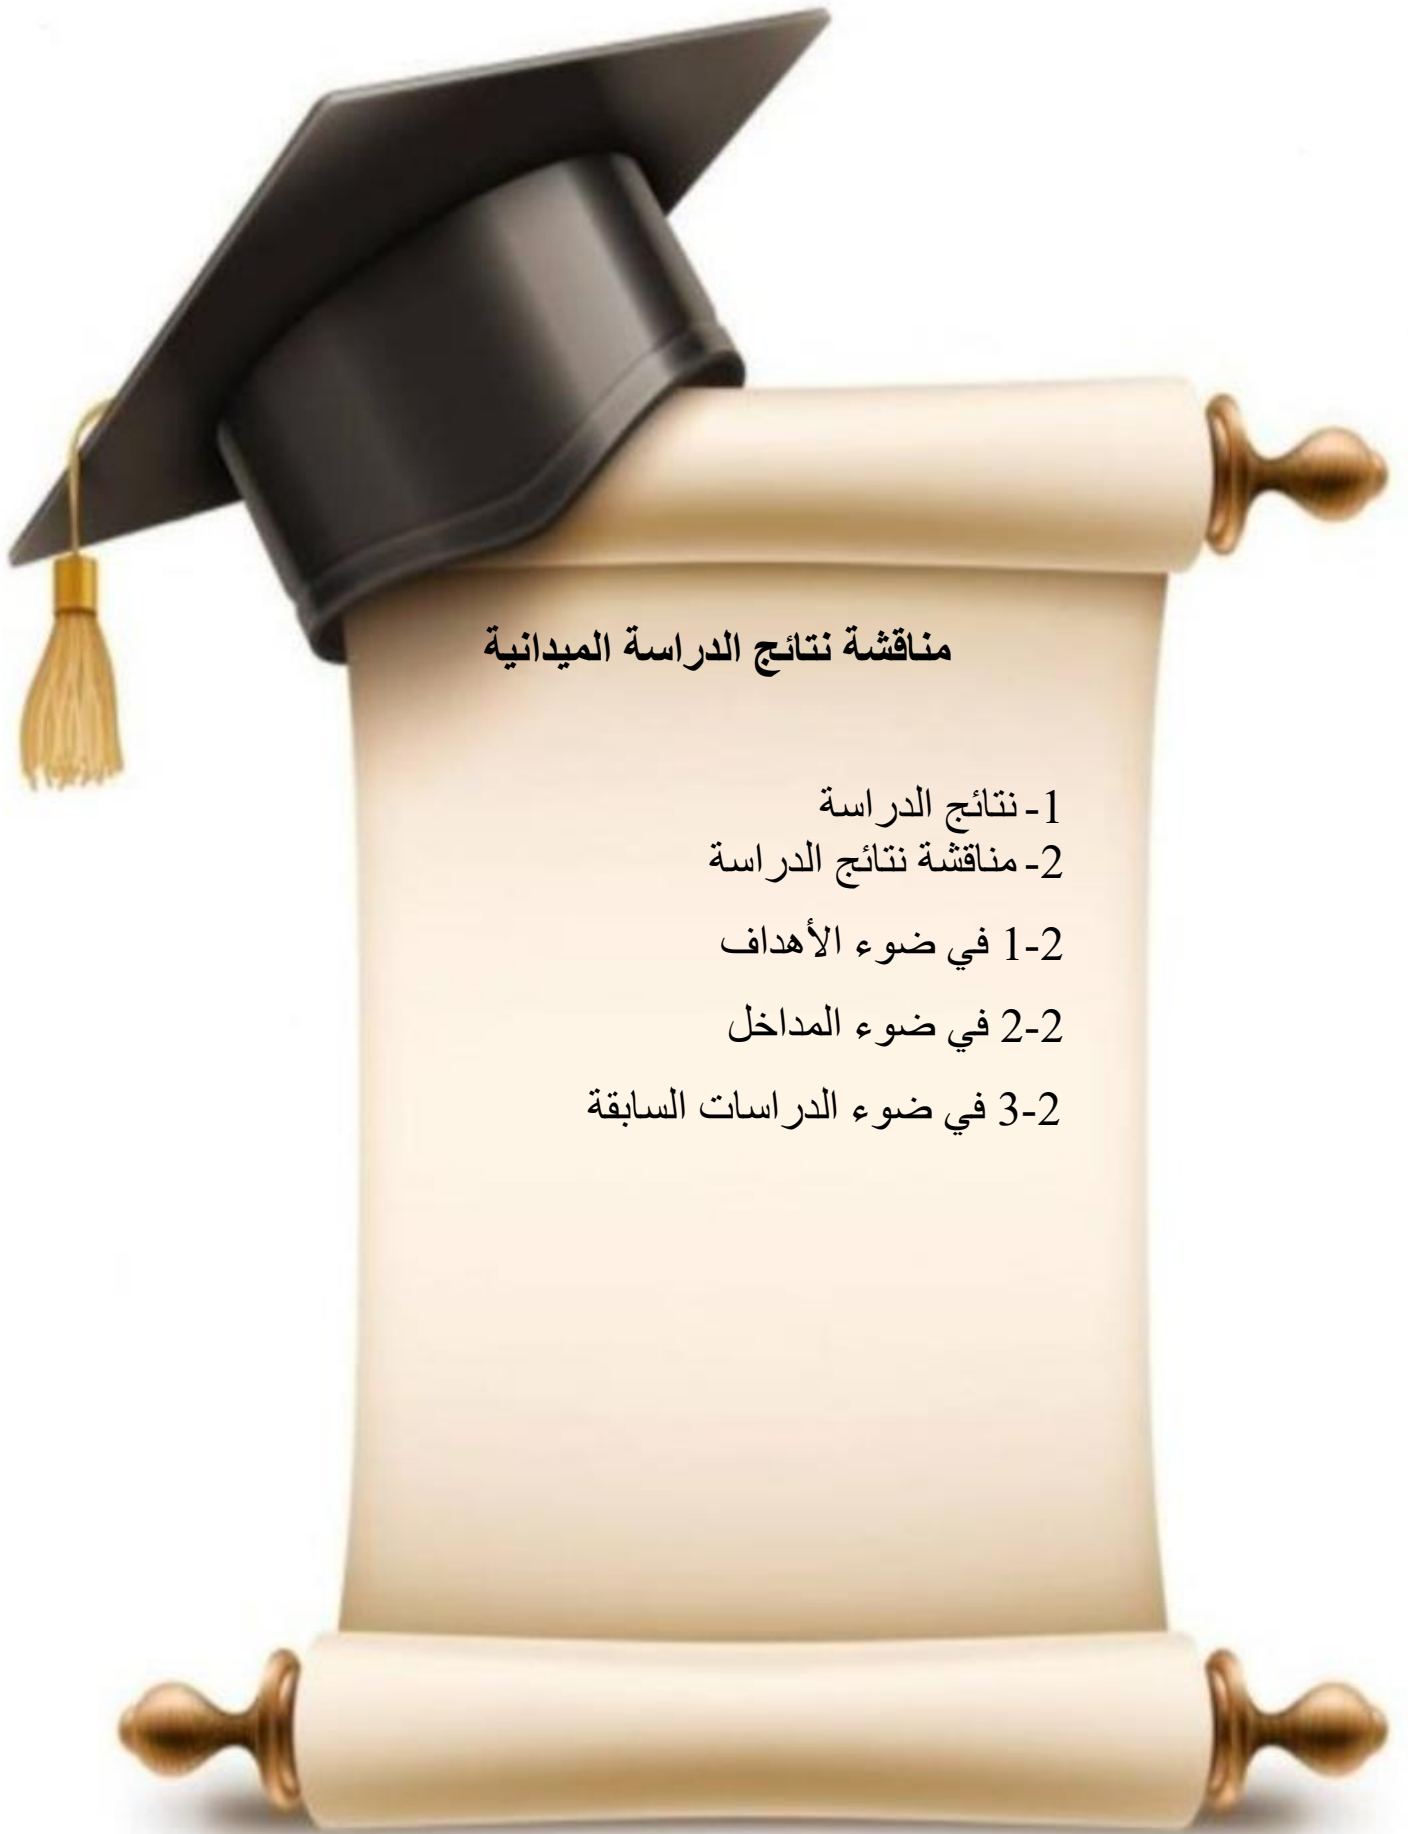 مناقشة نتائج الدراسة الميدانية
1- نتائج الدراسة
2- مناقشة نتائج الدراسة
2-1 في ضوء الأهداف
2-2 في ضوء المداخل
2-3 في ضوء الدراسات السابقة